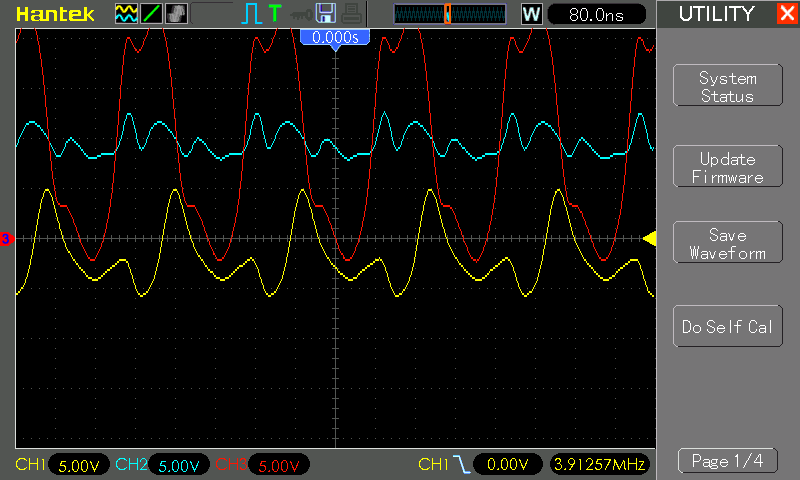 Hantek
T
W
80.0ns
UTILITY
0.000s
System
Status
Update
Firmware
Save
Waveform
3
Do Self Cal
CH1 5.00V CH2 5.00V CH3 5.00V CH1 0.00V 3.91257MHz
Page 1/4